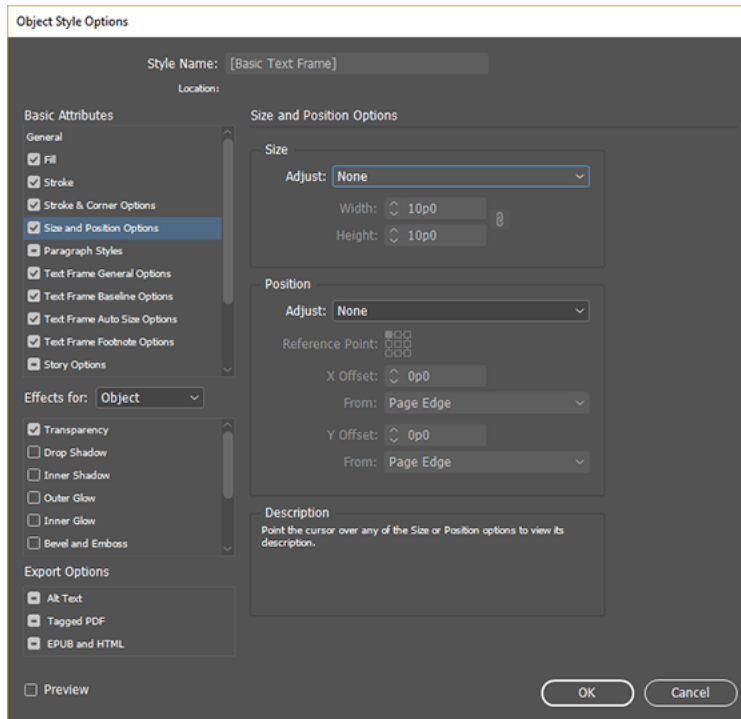 Object Style Options
Style Name: [Basic Text Frame]
Location:
Basic Attributes
General
Fill
Stroke
Stroke & Corner Options
Size and Position Options
Paragraph Styles
Text Frame General Options
Text Frame Baseline Options
Text Frame Auto Size Options
Text Frame Footnote Options
Story Options
Effects for: Object
Transparency
Drop Shadow
Inner Shadow
Outer Glow
Inner Glow
Bevel and Emboss
Export Options
Alt Text
Tagged PDF
EPUB and HTML
Preview
Size and Position Options
Size
Adjust: None
Width: 10p0
Height: 10p0
Position
Adjust: None
Reference Point:
X Offset: 0p0
From: Page Edge
Y Offset: 0p0
From: Page Edge
Description
Point the cursor over any of the Size or Position options to view its
description.
OK
Cancel